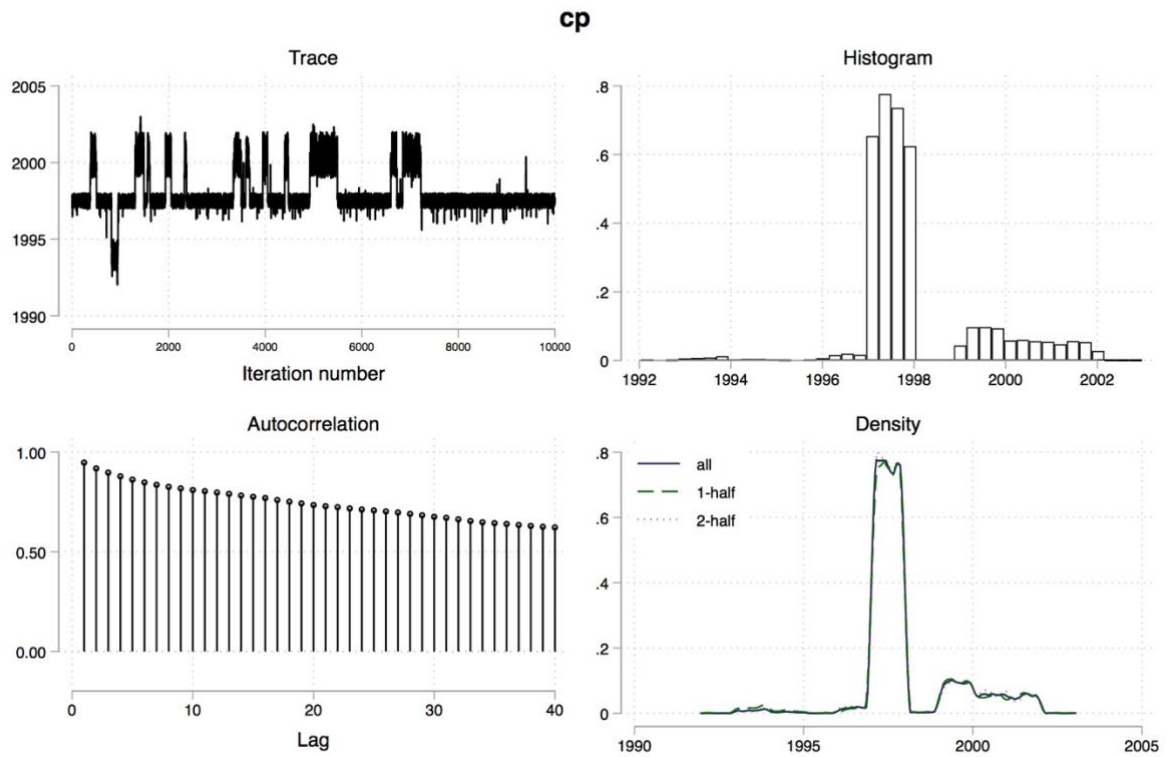 cp
Trace
2005
2000
1995
1990
0 2000 4000 6000 8000 10000
Iteration number
Histogram
.8
.6
.4
.2
0
1992 1994 1996 1998 2000 2002
Autocorrelation
1.00
0.50
0.00
0 10 20 30 40
Lag
Density
.8
.6
.4
.2
0
all
1-half
2-half
1990 1995 2000 2005